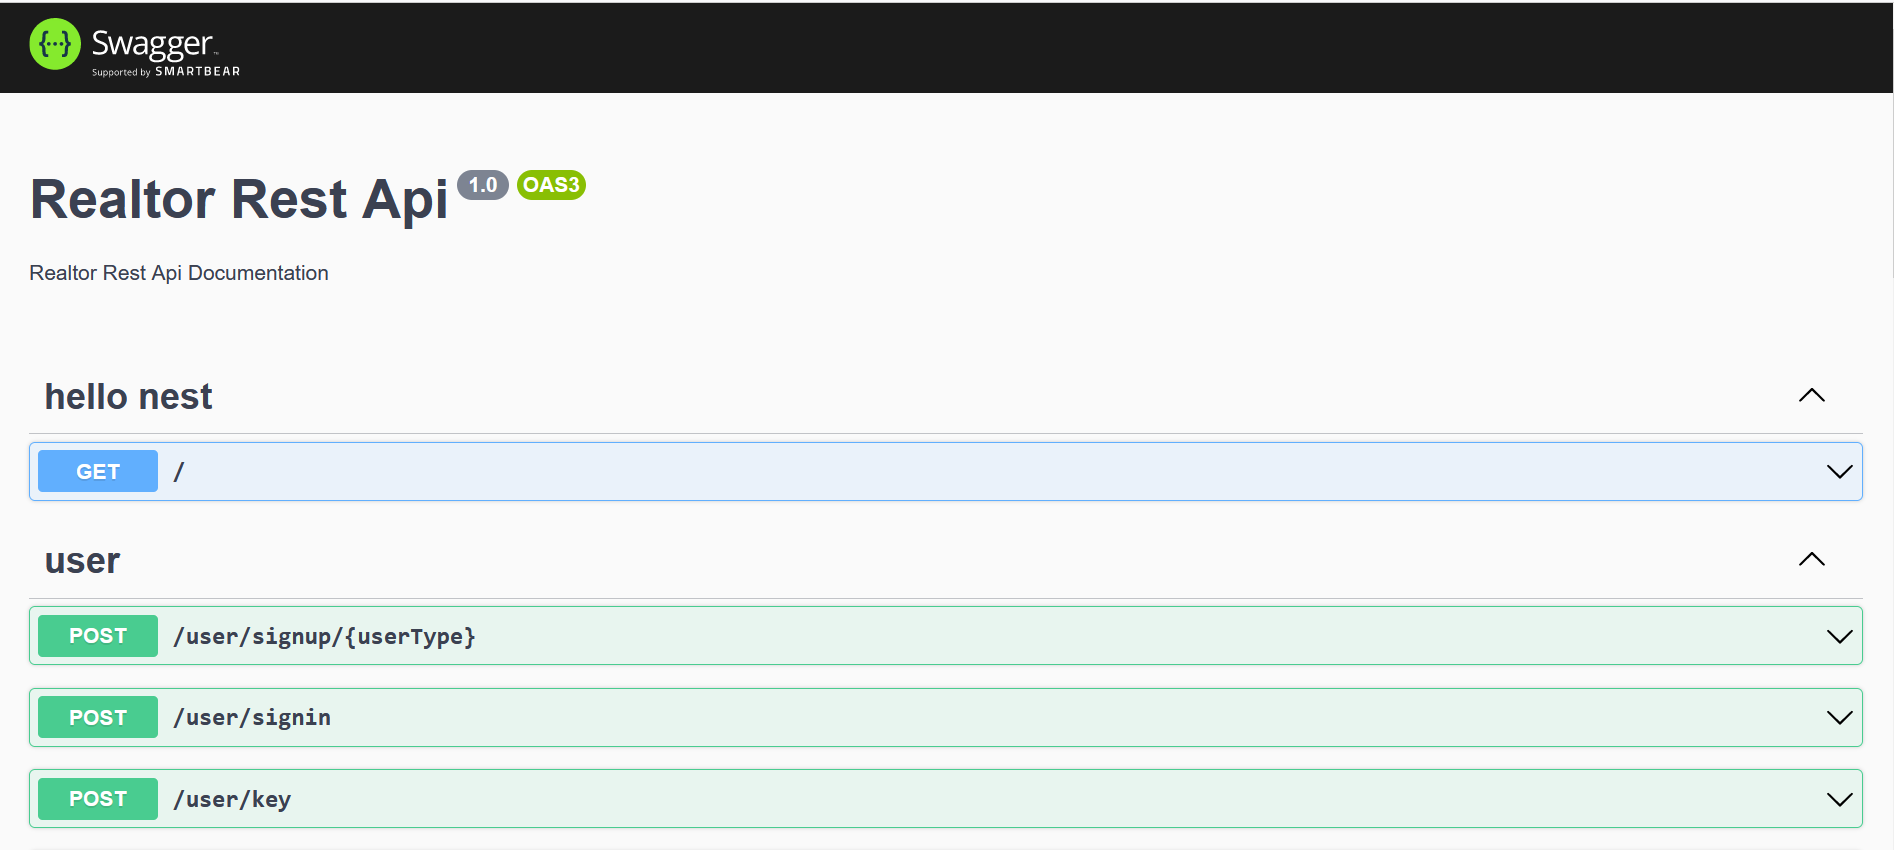 {···} Swagger™
Supported by SMARTBEAR
Realtor Rest Api 1.0 OAS3
Realtor Rest Api Documentation
hello nest
GET /
user
POST /user/signup/{userType}
POST /user/signin
POST /user/key